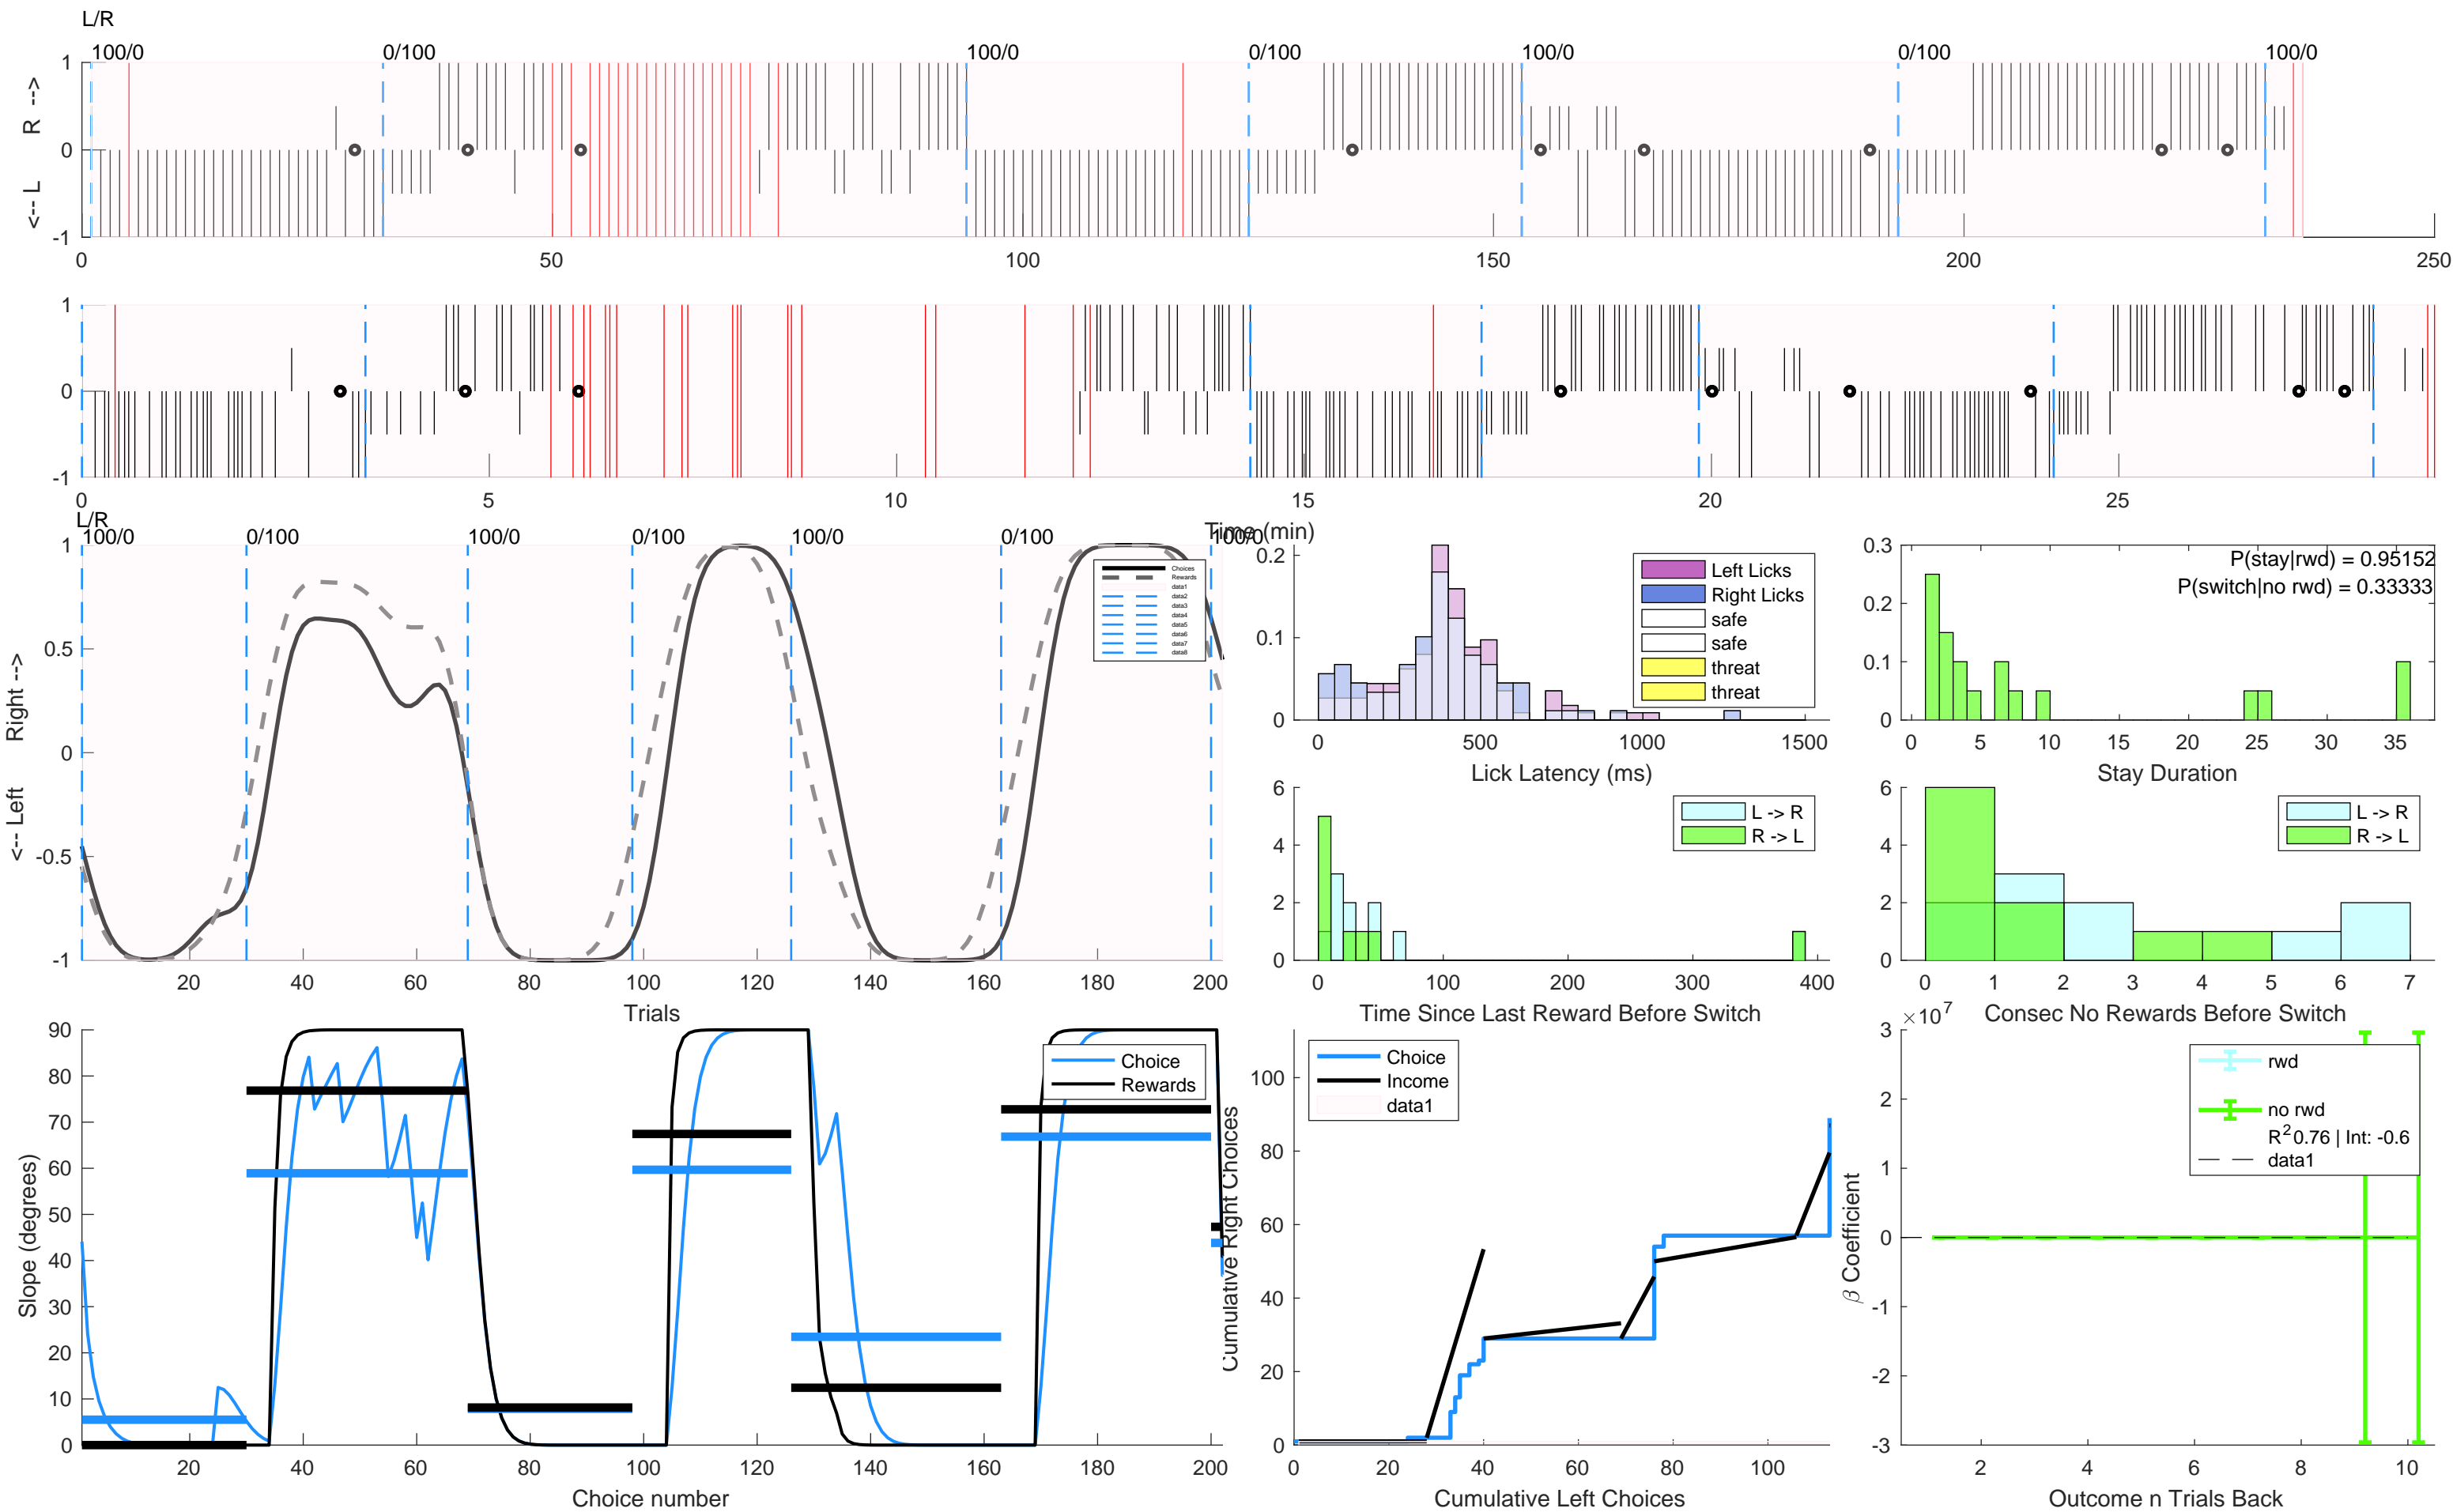 L/R
100/0 0/100 100/0 0/100 100/0 0/100 100/0
1
0
-1
<-- L R -->
0 50 100 150 200 250
1
0
-1
0 5 10 15 20 25
Time (min)
L/R
100/0 0/100 100/0 0/100 100/0 0/100 100/0
1
0.5
0
-0.5
-1
<-- Left Right -->
20 40 60 80 100 120 140 160 180 200
Trials
Choices
Rewards
data1
data2
data3
data4
data5
data6
data7
data8
0.2
0.1
0
0 500 1000 1500
Lick Latency (ms)
Left Licks
Right Licks
safe
safe
threat
threat
0.3
0.2
0.1
0
P(stay|rwd) = 0.95152
P(switch|no rwd) = 0.33333
0 5 10 15 20 25 30 35
Stay Duration
6
4
2
0
L -> R
R -> L
0 100 200 300 400
Time Since Last Reward Before Switch
6
4
2
0
L -> R
R -> L
0 1 2 3 4 5 6 7
Consec No Rewards Before Switch
90
80
70
60
50
40
30
20
10
0
Slope (degrees)
Choice
Rewards
20 40 60 80 100 120 140 160 180 200
Choice number
100
80
60
40
20
0
Cumulative Right Choices
Choice
Income
data1
0 20 40 60 80 100
Cumulative Left Choices
×10^7
3
2
1
0
-1
-2
-3
β Coefficient
rwd
no rwd
R^2 0.76 | Int: -0.6
data1
2 4 6 8 10
Outcome n Trials Back